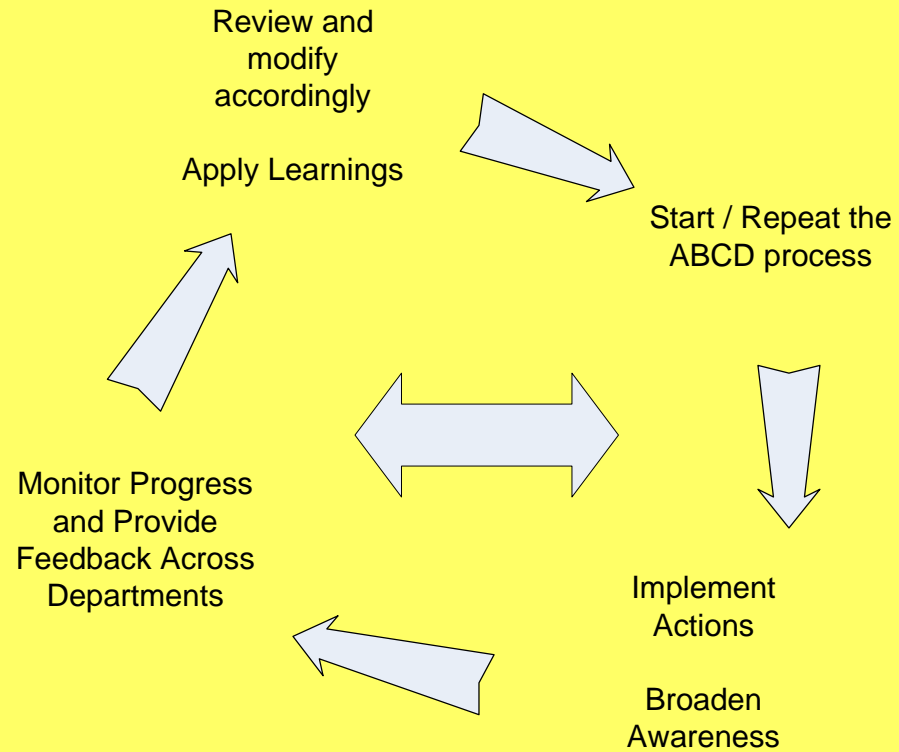 Review and
modify
accordingly
Apply Learnings
Start / Repeat the
ABCD process
Implement
Actions
Broaden
Awareness
Monitor Progress
and Provide
Feedback Across
Departments